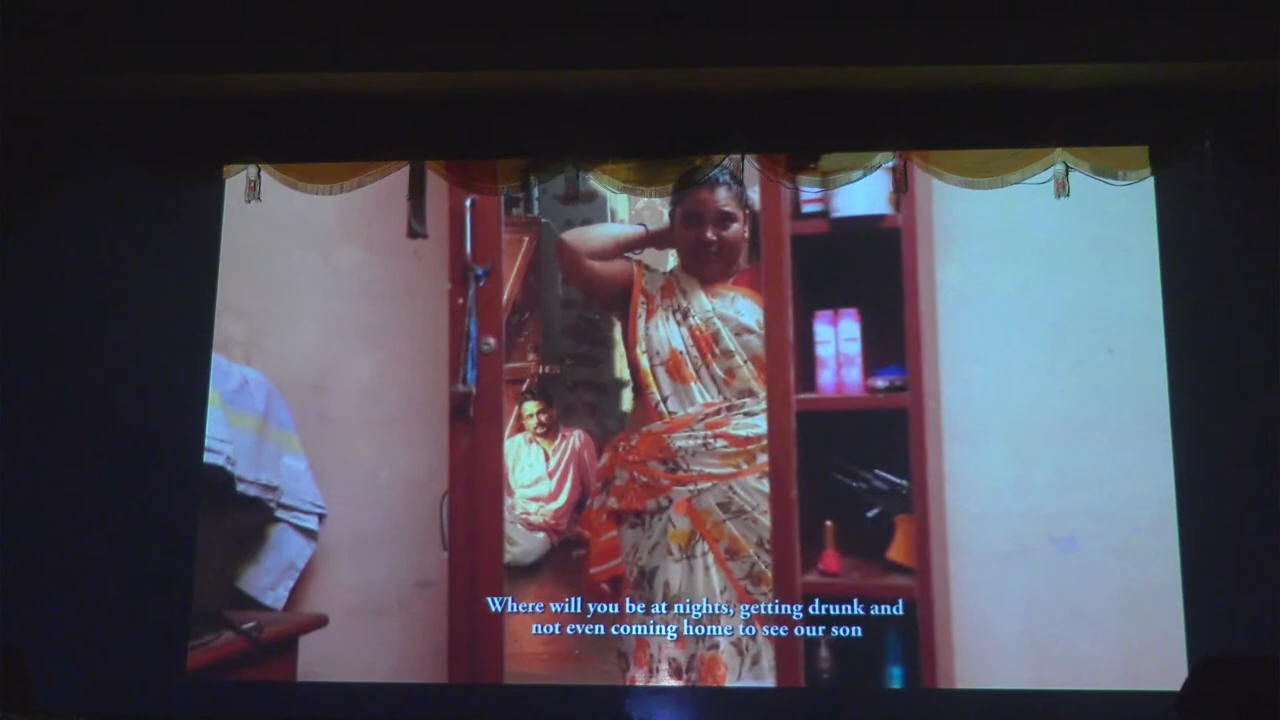 Where will you be at nights, getting drunk and
not even coming home to see our son